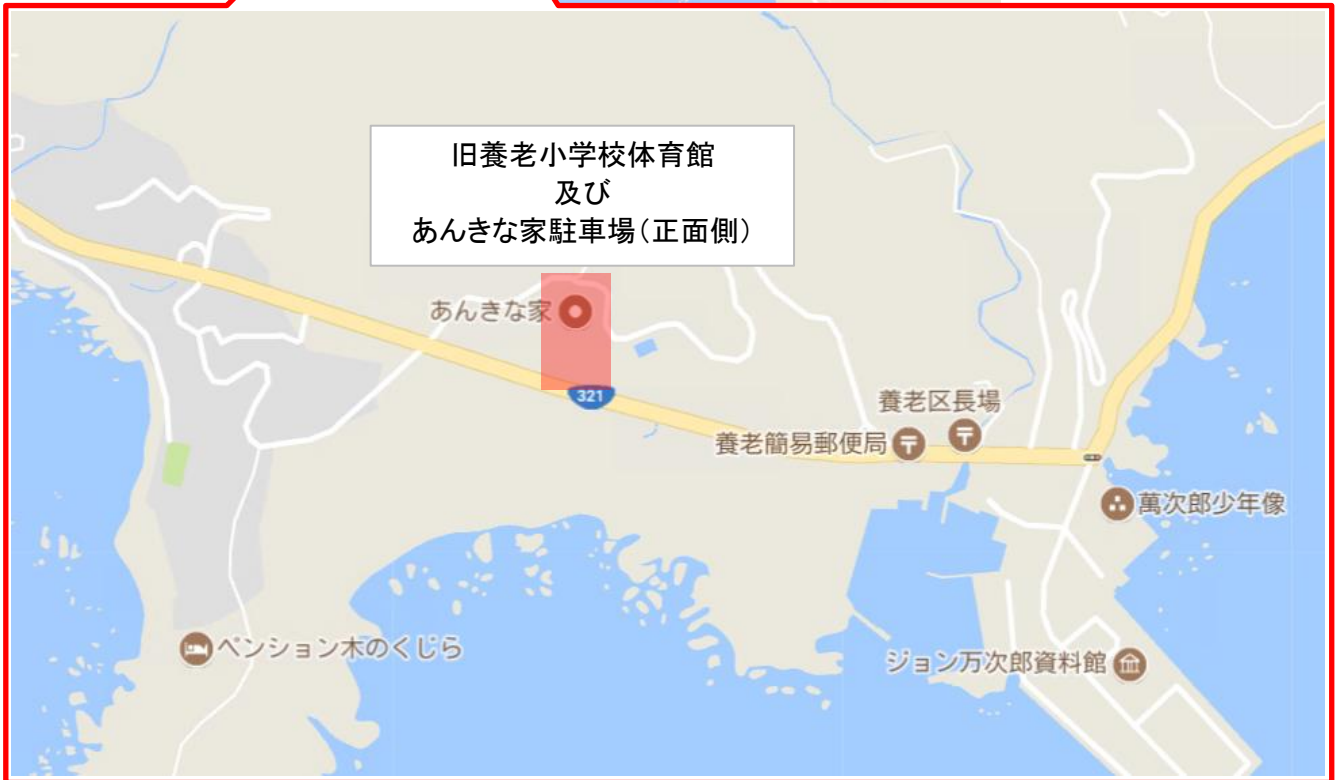 旧養老小学校体育館
及び
あんきな家駐車場（正面側）
あんきな家
321
養老区長場
養老簡易郵便局
萬次郎少年像
ペンション木のくじら
ジョン万次郎資料館